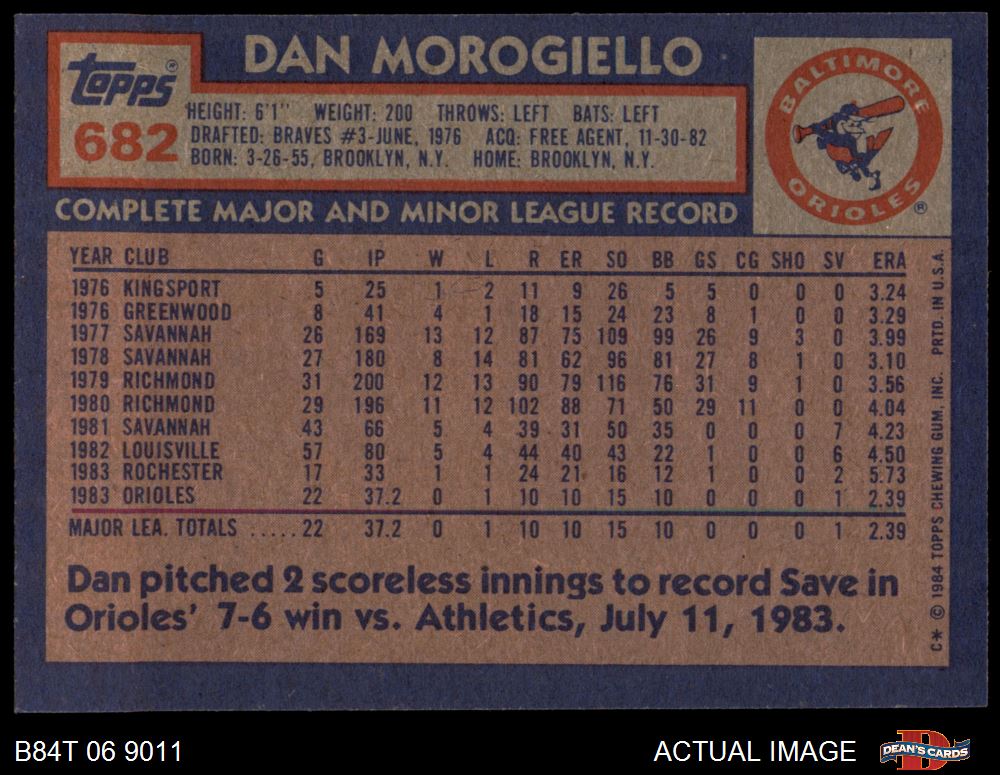 DAN MOROGIELLO
Topps®
682
HEIGHT: 6'1" WEIGHT: 200 THROWS: LEFT BATS: LEFT
DRAFTED: BRAVES #3-JUNE, 1976 ACQ: FREE AGENT, 11-30-82
BORN: 3-26-55, BROOKLYN, N.Y. HOME: BROOKLYN, N.Y.
BALTIMORE
ORIOLES®
COMPLETE MAJOR AND MINOR LEAGUE RECORD
YEAR CLUB G IP W L R ER SO BB GS CG SHO SV ERA
1976 KINGSPORT 5 25 1 2 11 9 26 5 5 0 0 0 3.24
1976 GREENWOOD 8 41 4 1 18 15 24 23 8 1 0 0 3.29
1977 SAVANNAH 26 169 13 12 87 75 109 99 26 9 3 0 3.99
1978 SAVANNAH 27 180 8 14 81 62 96 81 27 8 1 0 3.10
1979 RICHMOND 31 200 12 13 90 79 116 76 31 9 1 0 3.56
1980 RICHMOND 29 196 11 12 102 88 71 50 29 11 0 0 4.04
1981 SAVANNAH 43 66 5 4 39 31 50 35 0 0 0 7 4.23
1982 LOUISVILLE 57 80 5 4 44 40 43 22 1 0 0 6 4.50
1983 ROCHESTER 17 33 1 1 24 21 16 12 1 0 0 2 5.73
1983 ORIOLES 22 37.2 0 1 10 10 15 10 0 0 0 1 2.39
MAJOR LEA. TOTALS ..... 22 37.2 0 1 10 10 15 10 0 0 0 1 2.39
Dan pitched 2 scoreless innings to record Save in
Orioles' 7-6 win vs. Athletics, July 11, 1983.
C* © 1984 TOPPS CHEWING GUM, INC. PRTD. IN U.S.A.
B84T 06 9011
ACTUAL IMAGE
D
DEAN'S CARDS